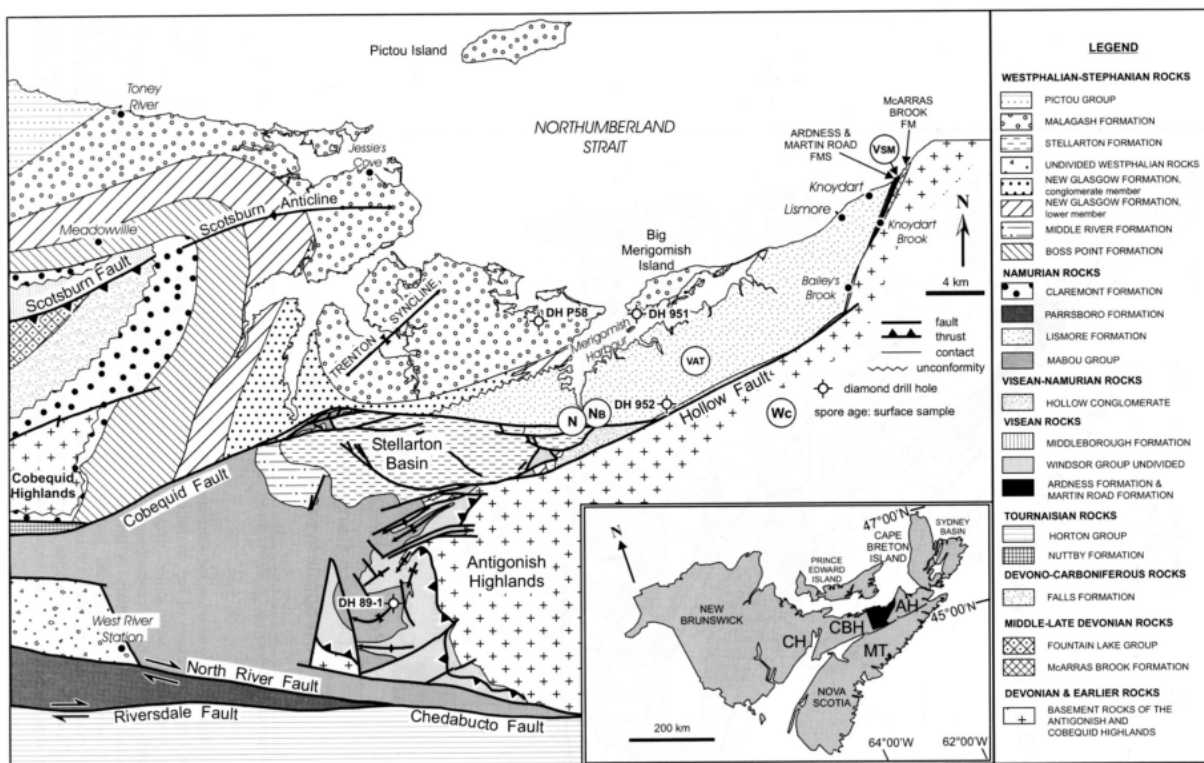 Pictou Island
Toney
River
NORTHUMBERLAND
STRAIT
McARRAS
BROOK
FM
ARDNESS &
MARTIN ROAD
FMS
VSM
Jessie's
Cove
Knoydart
Lismore
Knoydart
Brook
N
4 km
Scotsburn Anticline
Meadowville
Scotsburn Fault
Big
Merigomish
Island
Bailey's
Brook
DH P58
DH 951
TRENTON SYNCLINE
Merigomish
Harbour
VAT
fault
thrust
contact
unconformity
diamond drill hole
spore age: surface sample
DH 952
Hollow Fault
WC
N
NB
Stellarton
Basin
Cobequid
Highlands
Cobequid Fault
Antigonish
Highlands
DH 89-1
West River
Station
North River Fault
Riversdale Fault
Chedabucto Fault
N
47°00'N
SYDNEY
BASIN
CAPE
BRETON
ISLAND
PRINCE
EDWARD
ISLAND
NEW
BRUNSWICK
AH
45°00'N
CH
CBH
MT
NOVA
SCOTIA
200 km
64°00'W
62°00'W
LEGEND
WESTPHALIAN-STEPHANIAN ROCKS
PICTOU GROUP
MALAGASH FORMATION
STELLARTON FORMATION
UNDIVIDED WESTPHALIAN ROCKS
NEW GLASGOW FORMATION,
conglomerate member
NEW GLASGOW FORMATION,
lower member
MIDDLE RIVER FORMATION
BOSS POINT FORMATION
NAMURIAN ROCKS
CLAREMONT FORMATION
PARRSBORO FORMATION
LISMORE FORMATION
MABOU GROUP
VISEAN-NAMURIAN ROCKS
HOLLOW CONGLOMERATE
VISEAN ROCKS
MIDDLEBOROUGH FORMATION
WINDSOR GROUP UNDIVIDED
ARDNESS FORMATION &
MARTIN ROAD FORMATION
TOURNAISIAN ROCKS
HORTON GROUP
NUTTBY FORMATION
DEVONO-CARBONIFEROUS ROCKS
FALLS FORMATION
MIDDLE-LATE DEVONIAN ROCKS
FOUNTAIN LAKE GROUP
McARRAS BROOK FORMATION
DEVONIAN & EARLIER ROCKS
BASEMENT ROCKS OF THE
ANTIGONISH AND
COBEQUID HIGHLANDS